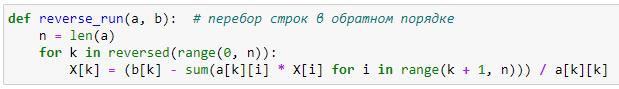 def reverse_run(a, b):  # перебор строк в обратном порядке
    n = len(a)
    for k in reversed(range(0, n)):
        X[k] = (b[k] - sum(a[k][i] * X[i] for i in range(k + 1, n))) / a[k][k]